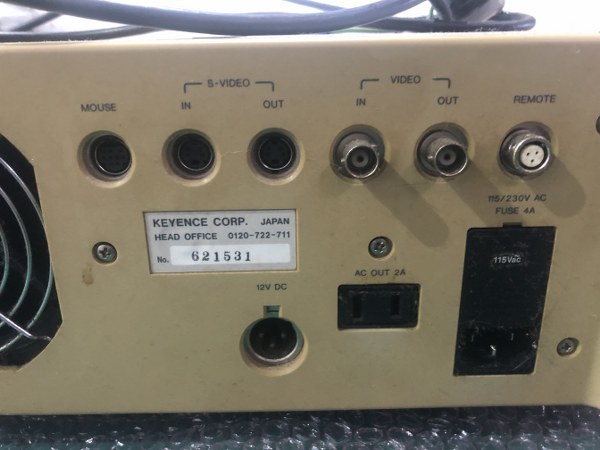 S-VIDEO
VIDEO
MOUSE
IN
OUT
IN
OUT
REMOTE
115/230V AC
FUSE 4A
KEYENCE CORP. JAPAN
HEAD OFFICE 0120-722-711
No. 621531
AC OUT 2A
115Vac
12V DC